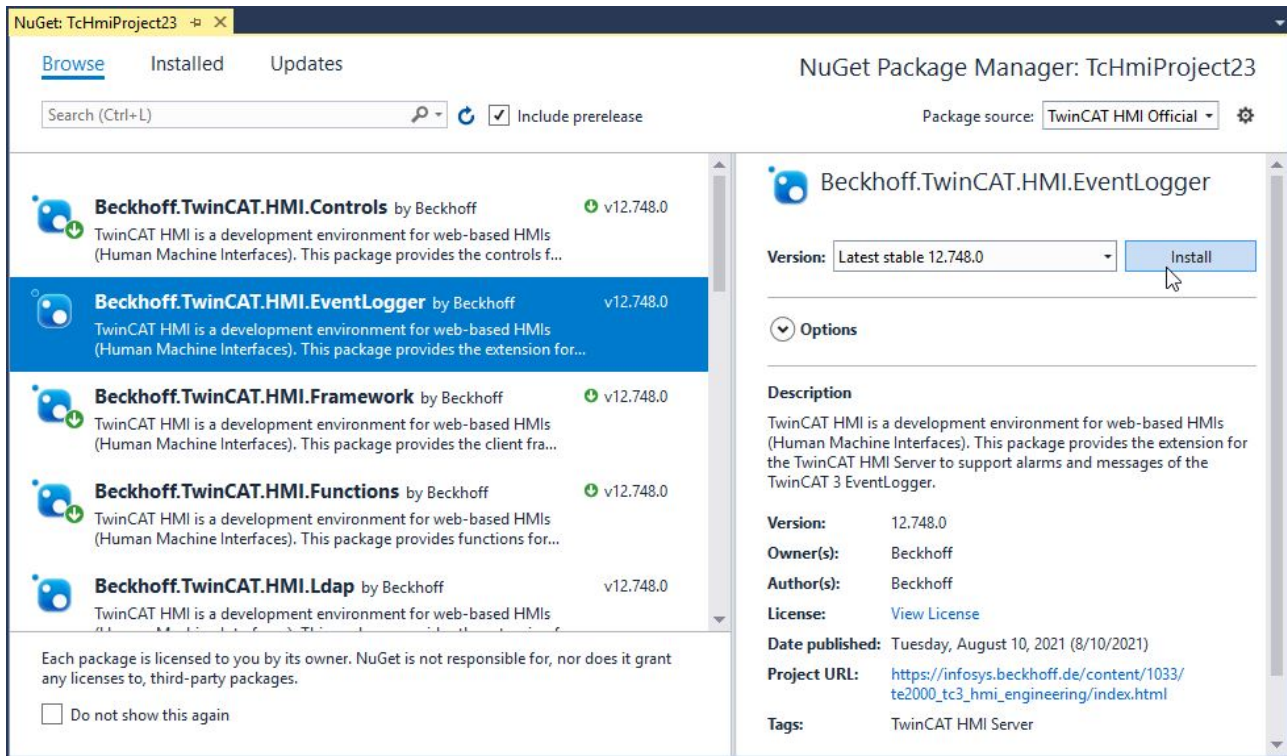 NuGet: TcHmiProject23
Browse Installed Updates
NuGet Package Manager: TcHmiProject23
Search (Ctrl+L)
Include prerelease
Package source: TwinCAT HMI Official
Beckhoff.TwinCAT.HMI.Controls by Beckhoff v12.748.0
TwinCAT HMI is a development environment for web-based HMIs
(Human Machine Interfaces). This package provides the controls f...
Beckhoff.TwinCAT.HMI.EventLogger by Beckhoff v12.748.0
TwinCAT HMI is a development environment for web-based HMIs
(Human Machine Interfaces). This package provides the extension for...
Beckhoff.TwinCAT.HMI.Framework by Beckhoff v12.748.0
TwinCAT HMI is a development environment for web-based HMIs
(Human Machine Interfaces). This package provides the client fra...
Beckhoff.TwinCAT.HMI.Functions by Beckhoff v12.748.0
TwinCAT HMI is a development environment for web-based HMIs
(Human Machine Interfaces). This package provides functions for...
Beckhoff.TwinCAT.HMI.Ldap by Beckhoff v12.748.0
TwinCAT HMI is a development environment for web-based HMIs
Each package is licensed to you by its owner. NuGet is not responsible for, nor does it grant
any licenses to, third-party packages.
Do not show this again
Beckhoff.TwinCAT.HMI.EventLogger
Version: Latest stable 12.748.0 Install
Options
Description
TwinCAT HMI is a development environment for web-based HMIs
(Human Machine Interfaces). This package provides the extension for
the TwinCAT HMI Server to support alarms and messages of the
TwinCAT 3 EventLogger.
Version: 12.748.0
Owner(s): Beckhoff
Author(s): Beckhoff
License: View License
Date published: Tuesday, August 10, 2021 (8/10/2021)
Project URL: https://infosys.beckhoff.de/content/1033/
te2000_tc3_hmi_engineering/index.html
Tags: TwinCAT HMI Server